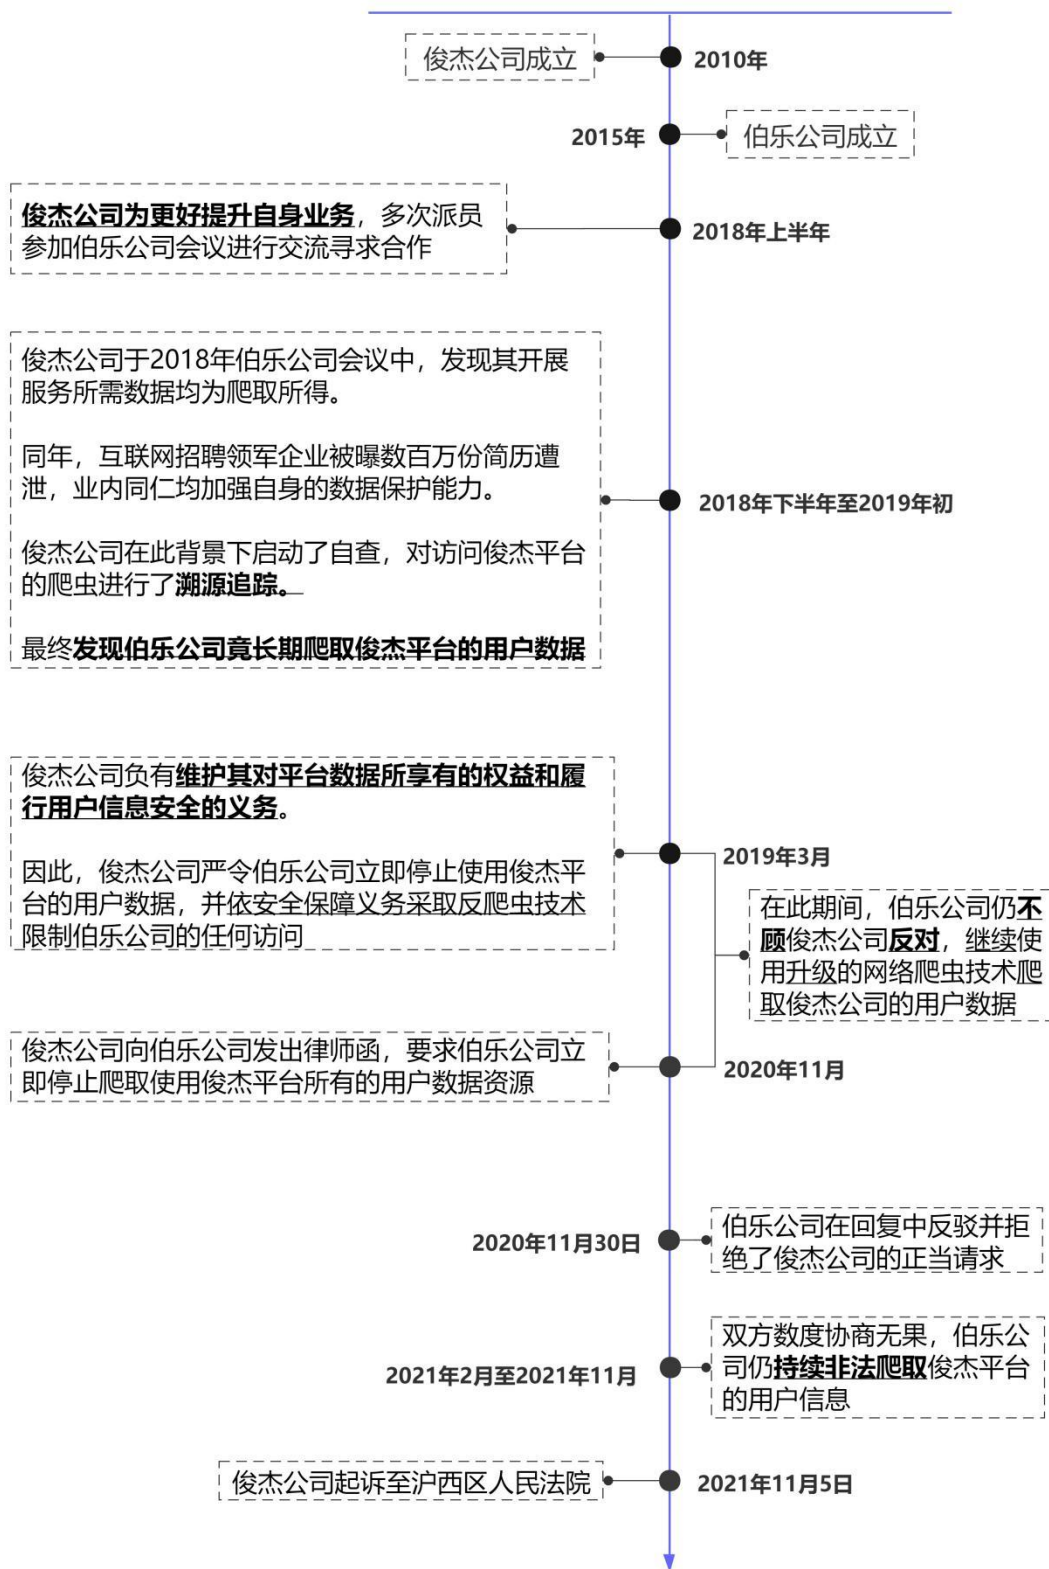 俊杰公司成立
2010年
2015年
伯乐公司成立
俊杰公司为更好提升自身业务，多次派员
参加伯乐公司会议进行交流寻求合作
2018年上半年
俊杰公司于2018年伯乐公司会议中，发现其开展
服务所需数据均为爬取所得。
同年，互联网招聘领军企业被曝数百万份简历遭
泄，业内同仁均加强自身的数据保护能力。
俊杰公司在此背景下启动了自查，对访问俊杰平台
的爬虫进行了溯源追踪。
最终发现伯乐公司竟长期爬取俊杰平台的用户数据
2018年下半年至2019年初
俊杰公司负有维护其对平台数据所享有的权益和履
行用户信息安全的义务。
因此，俊杰公司严令伯乐公司立即停止使用俊杰平
台的用户数据，并依安全保障义务采取反爬虫技术
限制伯乐公司的任何访问
2019年3月
在此期间，伯乐公司仍不
顾俊杰公司反对，继续使
用升级的网络爬虫技术爬
取俊杰公司的用户数据
俊杰公司向伯乐公司发出律师函，要求伯乐公司立
即停止爬取使用俊杰平台所有的用户数据资源
2020年11月
2020年11月30日
伯乐公司在回复中反驳并拒
绝了俊杰公司的正当请求
2021年2月至2021年11月
双方数度协商无果，伯乐公
司仍持续非法爬取俊杰平台
的用户信息
俊杰公司起诉至沪西区人民法院
2021年11月5日